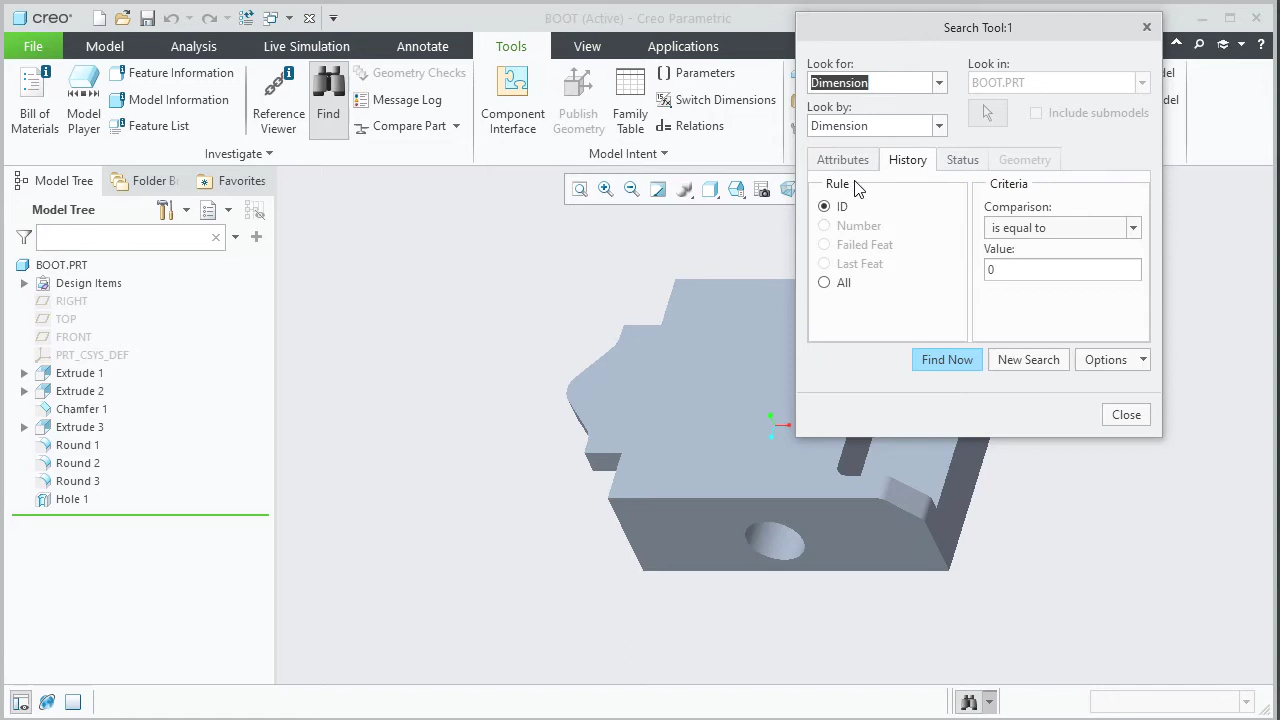 creo
BOOT (Active) - Creo Parametric
File
Model
Analysis
Live Simulation
Annotate
Tools
View
Applications
Bill of Materials
Model Player
Feature Information
Model Information
Feature List
Investigate
Reference Viewer
Find
Geometry Checks
Message Log
Compare Part
Component Interface
Publish Geometry
Family Table
Parameters
Switch Dimensions
Relations
Model Intent
Model Tree
Folder B
Favorites
Model Tree
BOOT.PRT
Design Items
RIGHT
TOP
FRONT
PRT_CSYS_DEF
Extrude 1
Extrude 2
Chamfer 1
Extrude 3
Round 1
Round 2
Round 3
Hole 1
Search Tool:1
Look for:
Look in:
Dimension
BOOT.PRT
Look by:
Dimension
Include submodels
Attributes
History
Status
Geometry
Rule
ID
Number
Failed Feat
Last Feat
All
Criteria
Comparison:
is equal to
Value:
0
Find Now
New Search
Options
Close